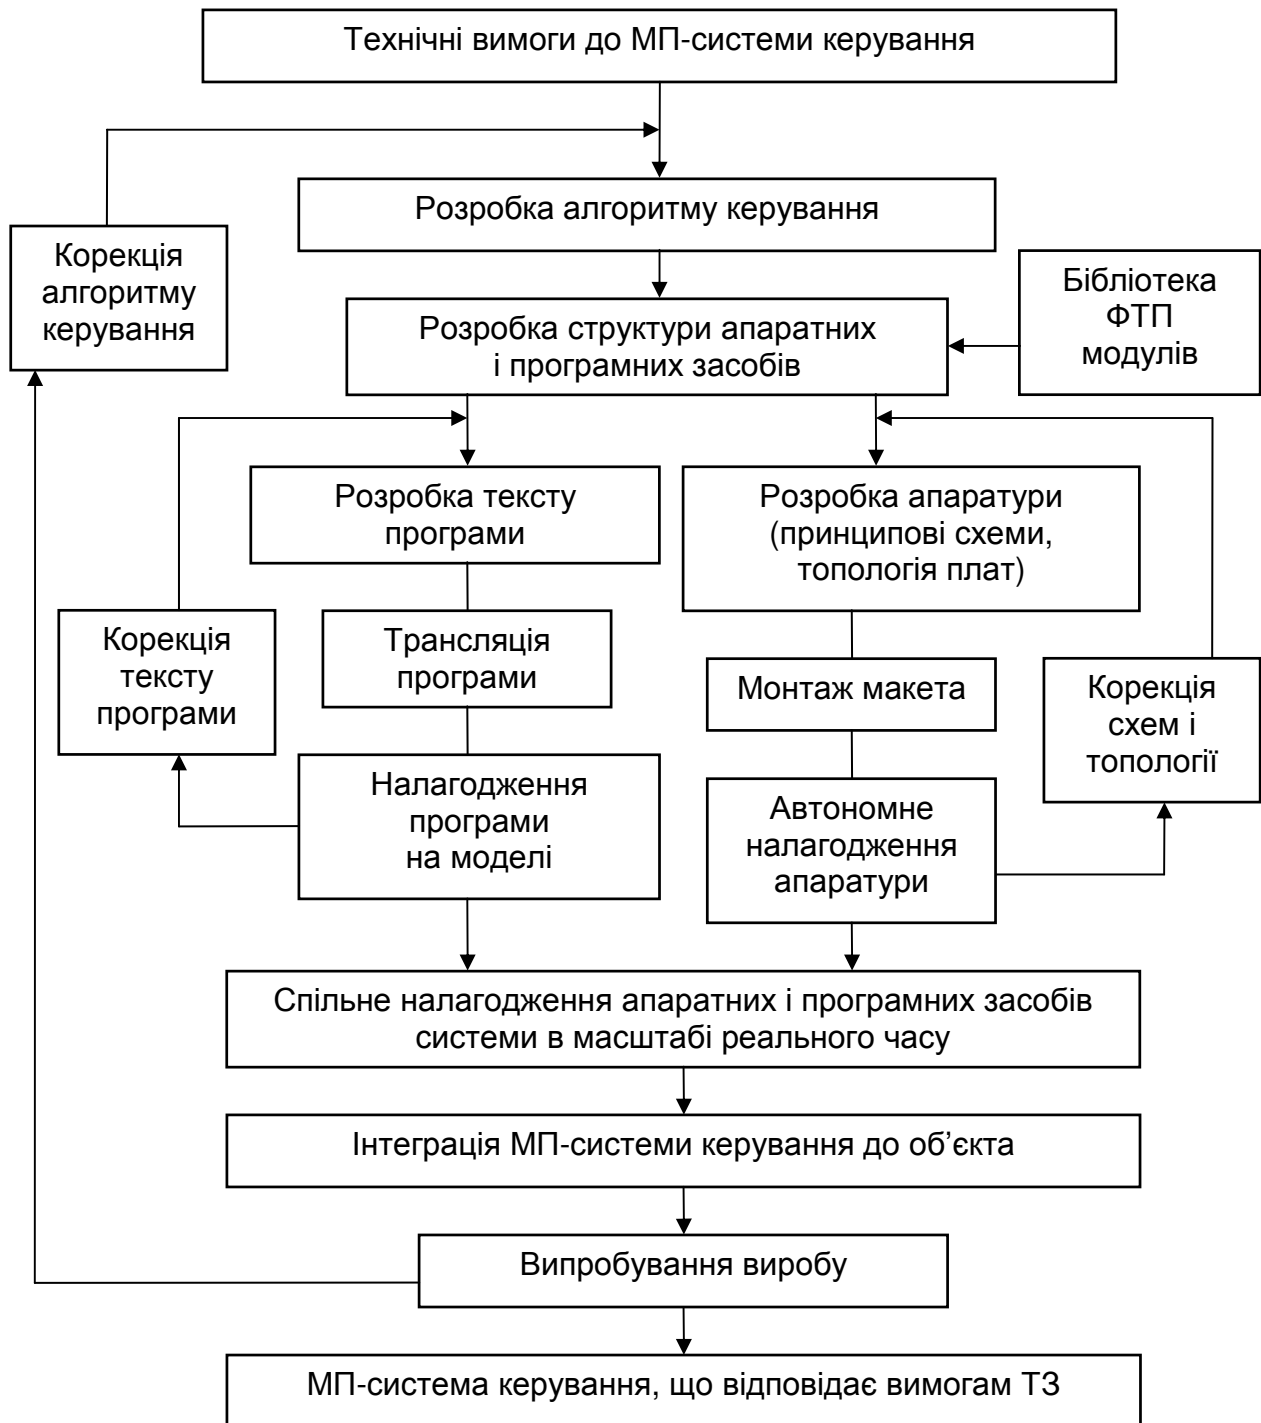 Технічні вимоги до МП-системи керування
Розробка алгоритму керування
Корекція
алгоритму
керування
Бібліотека
ФТП
модулів
Розробка структури апаратних
і програмних засобів
Розробка тексту
програми
Розробка апаратури
(принципові схеми,
топологія плат)
Корекція
тексту
програми
Трансляція
програми
Монтаж макета
Корекція
схем і
топології
Налагодження
програми
на моделі
Автономне
налагодження
апаратури
Спільне налагодження апаратних і програмних засобів
системи в масштабі реального часу
Інтеграція МП-системи керування до об’єкта
Випробування виробу
МП-система керування, що відповідає вимогам ТЗ